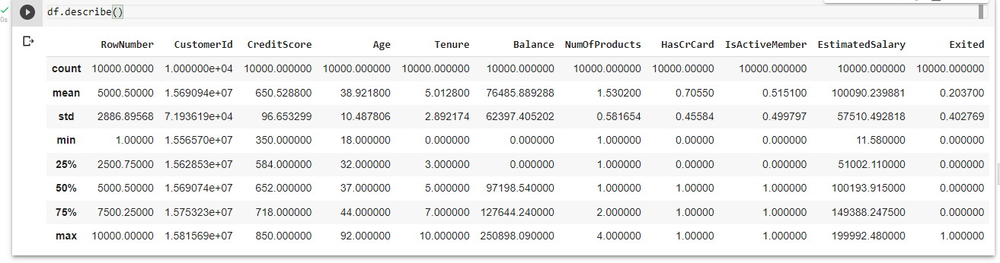 df.describe()
0s
RowNumber CustomerId CreditScore Age Tenure Balance NumOfProducts HasCrCard IsActiveMember EstimatedSalary Exited
count 10000.00000 1.000000e+04 10000.000000 10000.000000 10000.000000 10000.000000 10000.000000 10000.00000 10000.000000 10000.000000 10000.000000
mean 5000.50000 1.569094e+07 650.528800 38.921800 5.012800 76485.889288 1.530200 0.70550 0.515100 100090.239881 0.203700
std 2886.89568 7.193619e+04 96.653299 10.487806 2.892174 62397.405202 0.581654 0.45584 0.499797 57510.492818 0.402769
min 1.00000 1.556570e+07 350.000000 18.000000 0.000000 0.000000 1.000000 0.00000 0.000000 11.580000 0.000000
25% 2500.75000 1.562853e+07 584.000000 32.000000 3.000000 0.000000 1.000000 0.00000 0.000000 51002.110000 0.000000
50% 5000.50000 1.569074e+07 652.000000 37.000000 5.000000 97198.540000 1.000000 1.00000 1.000000 100193.915000 0.000000
75% 7500.25000 1.575323e+07 718.000000 44.000000 7.000000 127644.240000 2.000000 1.00000 1.000000 149388.247500 0.000000
max 10000.00000 1.581569e+07 850.000000 92.000000 10.000000 250898.090000 4.000000 1.00000 1.000000 199992.480000 1.000000